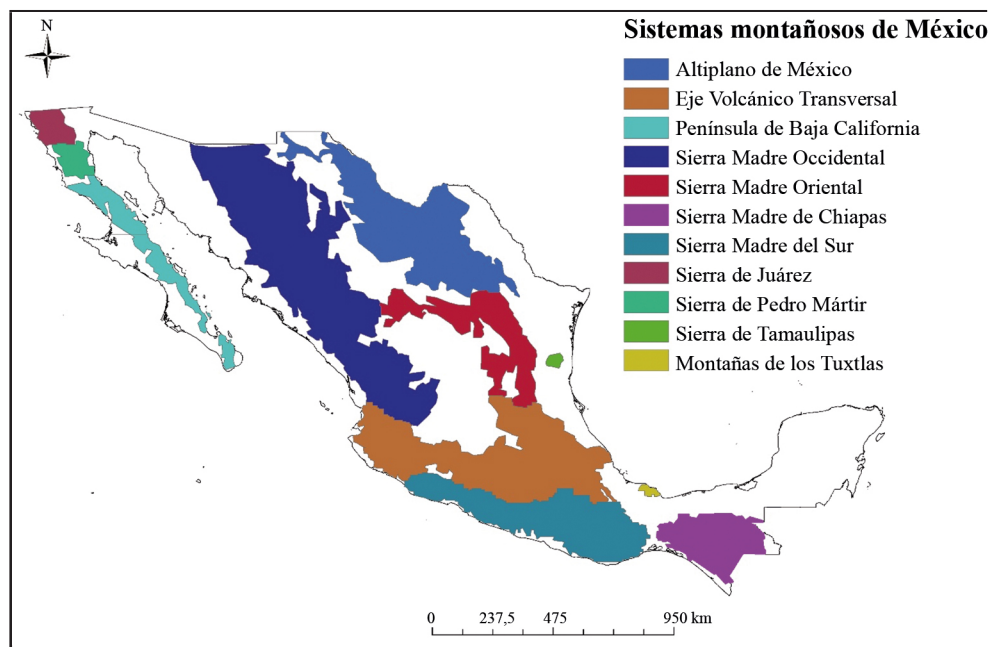 N
Sistemas montañosos de México
Altiplano de México
Eje Volcánico Transversal
Península de Baja California
Sierra Madre Occidental
Sierra Madre Oriental
Sierra Madre de Chiapas
Sierra Madre del Sur
Sierra de Juárez
Sierra de Pedro Mártir
Sierra de Tamaulipas
Montañas de los Tuxtlas
0 237,5 475 950 km